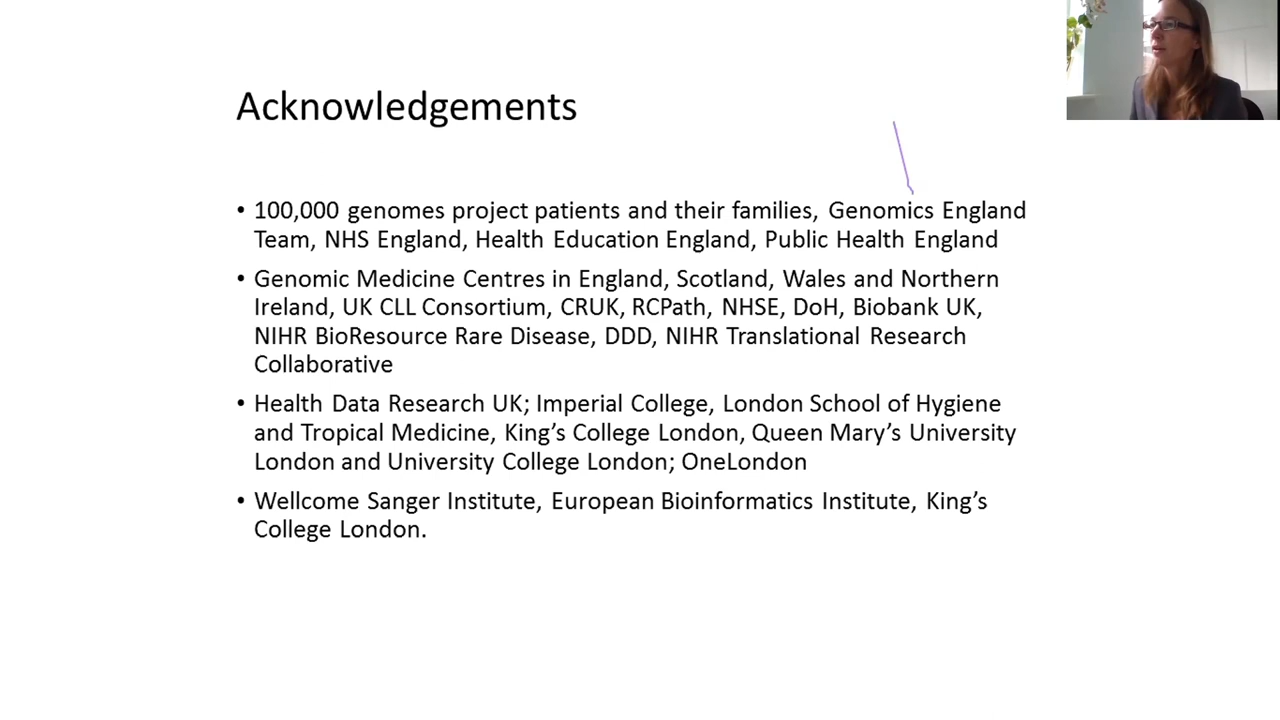 Acknowledgements
• 100,000 genomes project patients and their families, Genomics England
Team, NHS England, Health Education England, Public Health England
• Genomic Medicine Centres in England, Scotland, Wales and Northern
Ireland, UK CLL Consortium, CRUK, RCPath, NHSE, DoH, Biobank UK,
NIHR BioResource Rare Disease, DDD, NIHR Translational Research
Collaborative
• Health Data Research UK; Imperial College, London School of Hygiene
and Tropical Medicine, King’s College London, Queen Mary’s University
London and University College London; OneLondon
• Wellcome Sanger Institute, European Bioinformatics Institute, King’s
College London.